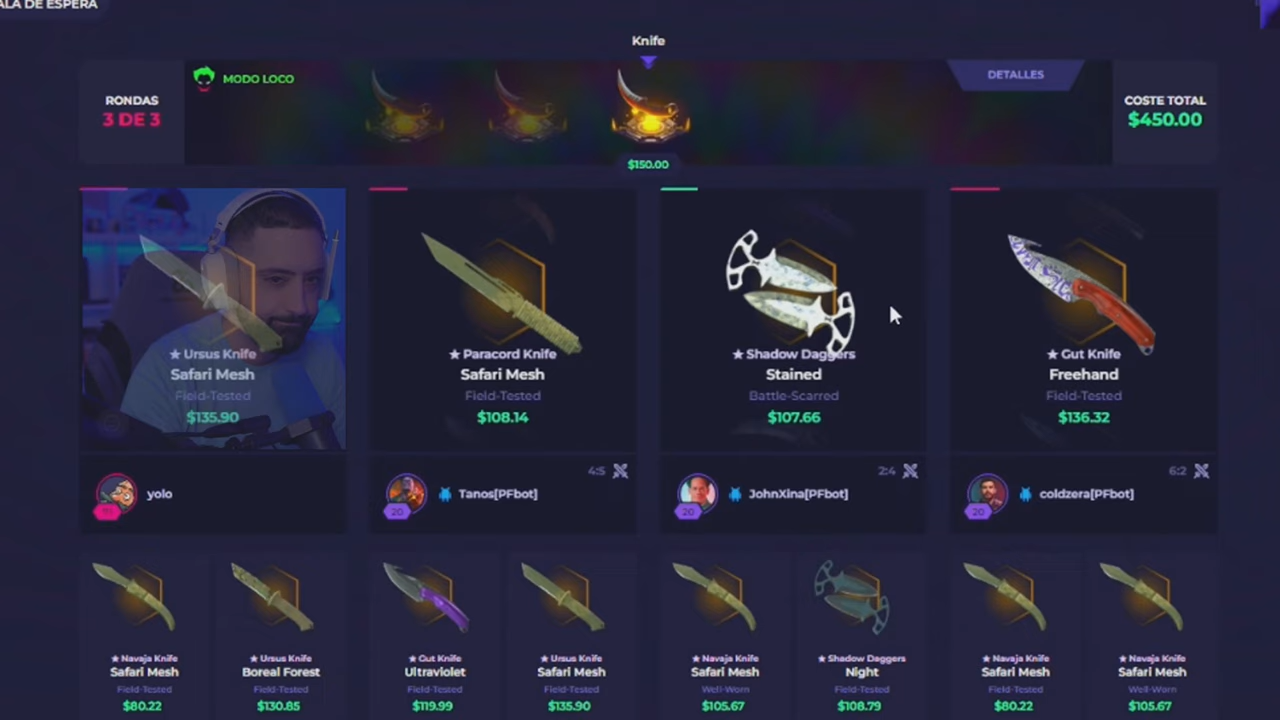 ALA DE ESPERA
Knife
MODO LOCO
DETALLES
RONDAS
3 DE 3
COSTE TOTAL
$450.00
$150.00
★ Ursus Knife
Safari Mesh
Field-Tested
$135.90
★ Paracord Knife
Safari Mesh
Field-Tested
$108.14
★ Shadow Daggers
Stained
Battle-Scarred
$107.66
★ Gut Knife
Freehand
Field-Tested
$136.32
yolo
4:5
20
Tanos[PFbot]
2:4
20
JohnXina[PFbot]
6:2
20
coldzera[PFbot]
★ Navaja Knife
Safari Mesh
Field-Tested
$80.22
★ Ursus Knife
Boreal Forest
Field-Tested
$130.85
★ Gut Knife
Ultraviolet
Field-Tested
$119.99
★ Ursus Knife
Safari Mesh
Field-Tested
$135.90
★ Navaja Knife
Safari Mesh
Well-Worn
$105.67
★ Shadow Daggers
Night
Field-Tested
$108.79
★ Navaja Knife
Safari Mesh
Field-Tested
$80.22
★ Navaja Knife
Safari Mesh
Well-Worn
$105.67